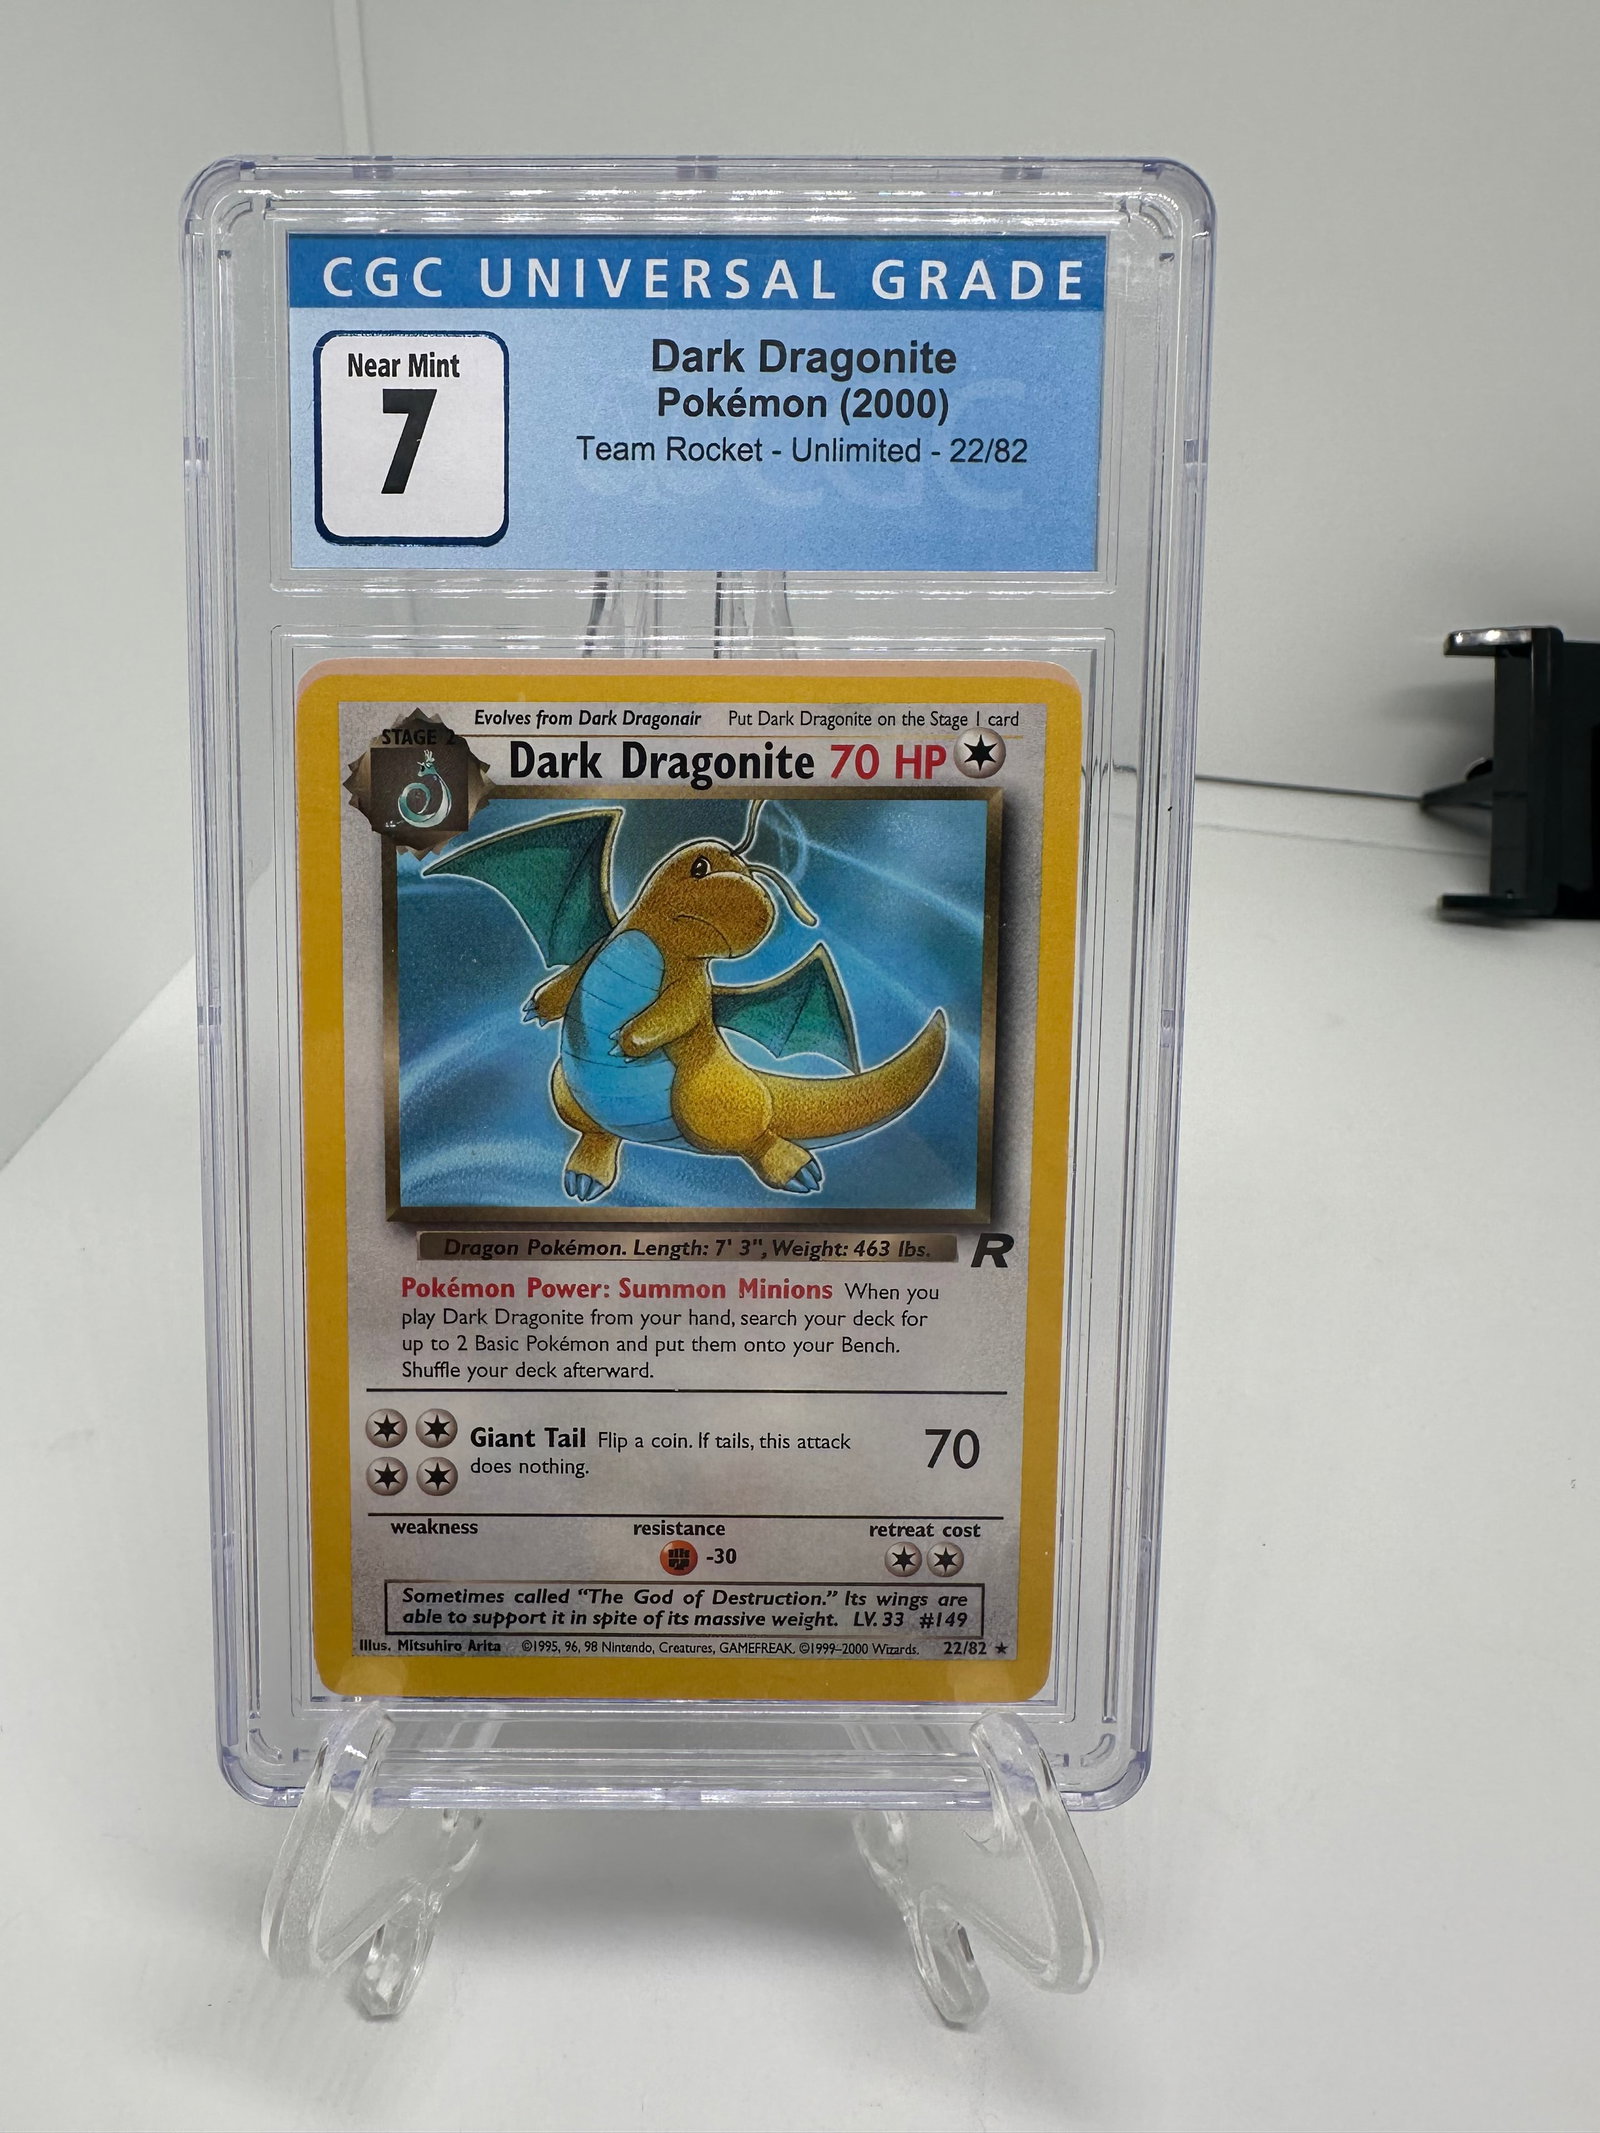 CGC UNIVERSAL GRADE
Near Mint
7
Dark Dragonite
Pokémon (2000)
Team Rocket - Unlimited - 22/82
Evolves from Dark Dragonair Put Dark Dragonite on the Stage 1 card
STAGE 2
Dark Dragonite 70 HP
Dragon Pokémon. Length: 7' 3", Weight: 463 lbs.
R
Pokémon Power: Summon Minions When you
play Dark Dragonite from your hand, search your deck for
up to 2 Basic Pokémon and put them onto your Bench.
Shuffle your deck afterward.
Giant Tail Flip a coin. If tails, this attack
does nothing.
70
weakness resistance retreat cost
-30
Sometimes called “The God of Destruction.” Its wings are
able to support it in spite of its massive weight. LV. 33 #149
Illus. Mitsuhiro Arita ©1995, 96, 98 Nintendo, Creatures, GAMEFREAK. ©1999–2000 Wizards. 22/82 ★